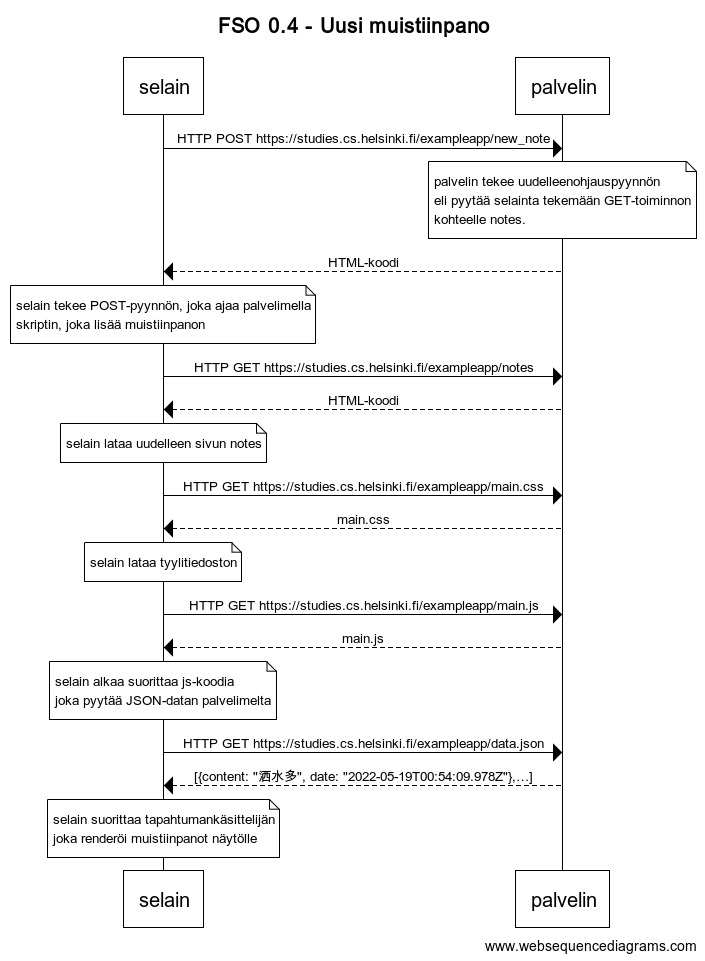 FSO 0.4 - Uusi muistiinpano
selain
palvelin
HTTP POST https://studies.cs.helsinki.fi/exampleapp/new_note
palvelin tekee uudelleenohjauspyynnön
eli pyytää selainta tekemään GET-toiminnon
kohteelle notes.
HTML-koodi
selain tekee POST-pyynnön, joka ajaa palvelimella
skriptin, joka lisää muistiinpanon
HTTP GET https://studies.cs.helsinki.fi/exampleapp/notes
HTML-koodi
selain lataa uudelleen sivun notes
HTTP GET https://studies.cs.helsinki.fi/exampleapp/main.css
main.css
selain lataa tyylitiedoston
HTTP GET https://studies.cs.helsinki.fi/exampleapp/main.js
main.js
selain alkaa suorittaa js-koodia
joka pyytää JSON-datan palvelimelta
HTTP GET https://studies.cs.helsinki.fi/exampleapp/data.json
[{content: "洒水多", date: "2022-05-19T00:54:09.978Z"},…]
selain suorittaa tapahtumankäsittelijän
joka renderöi muistiinpanot näytölle
selain
palvelin
www.websequencediagrams.com